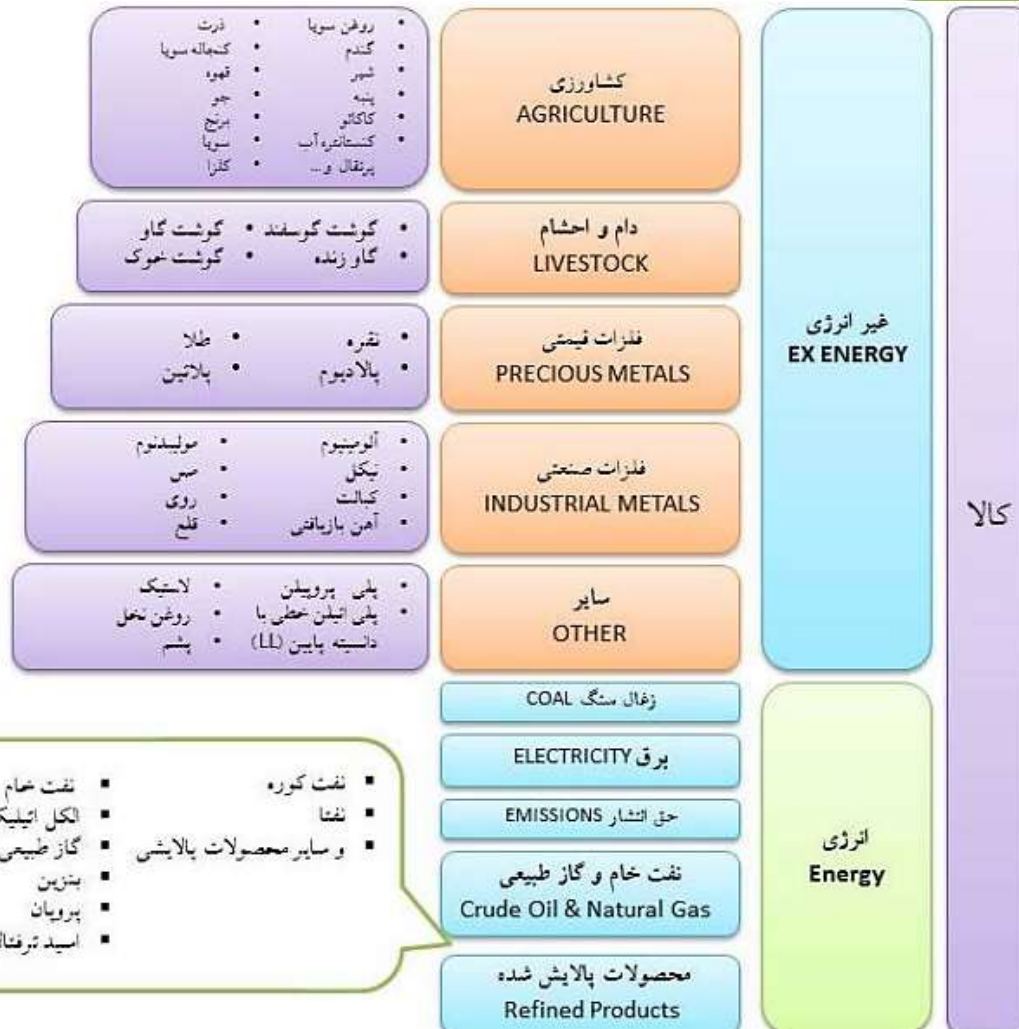 کالا
غیر انرژی
EX ENERGY
کشاورزی
AGRICULTURE
روغن سویا
گندم
شیر
پنبه
کاکائو
کنستانتره آب
پرتقال و...
ذرت
کنجاله سویا
قهوه
جو
برنج
سویا
کلزا
دام و احشام
LIVESTOCK
گوشت گوسفند
گاو زنده
گوشت گاو
گوشت خوک
فلزات قیمتی
PRECIOUS METALS
نقره
پالادیوم
طلا
پلاتین
فلزات صنعتی
INDUSTRIAL METALS
آلومینیوم
نیکل
کبالت
آهن بازیافتی
مولیبدنوم
مس
روی
قلع
سایر
OTHER
پلی پروپیلن
پلی اتیلن خطی با
دانسیته پایین (LL)
لاستیک
روغن نخل
پشم
انرژی
Energy
زغال سنگ COAL
برق ELECTRICITY
حق انتشار EMISSIONS
نفت خام و گاز طبیعی
Crude Oil & Natural Gas
محصولات پالایش شده
Refined Products
نفت کوره
نفتا
و سایر محصولات پالایشی
نفت خام
الکل
گاز طبیعی
بنزین
پروپان
اسید